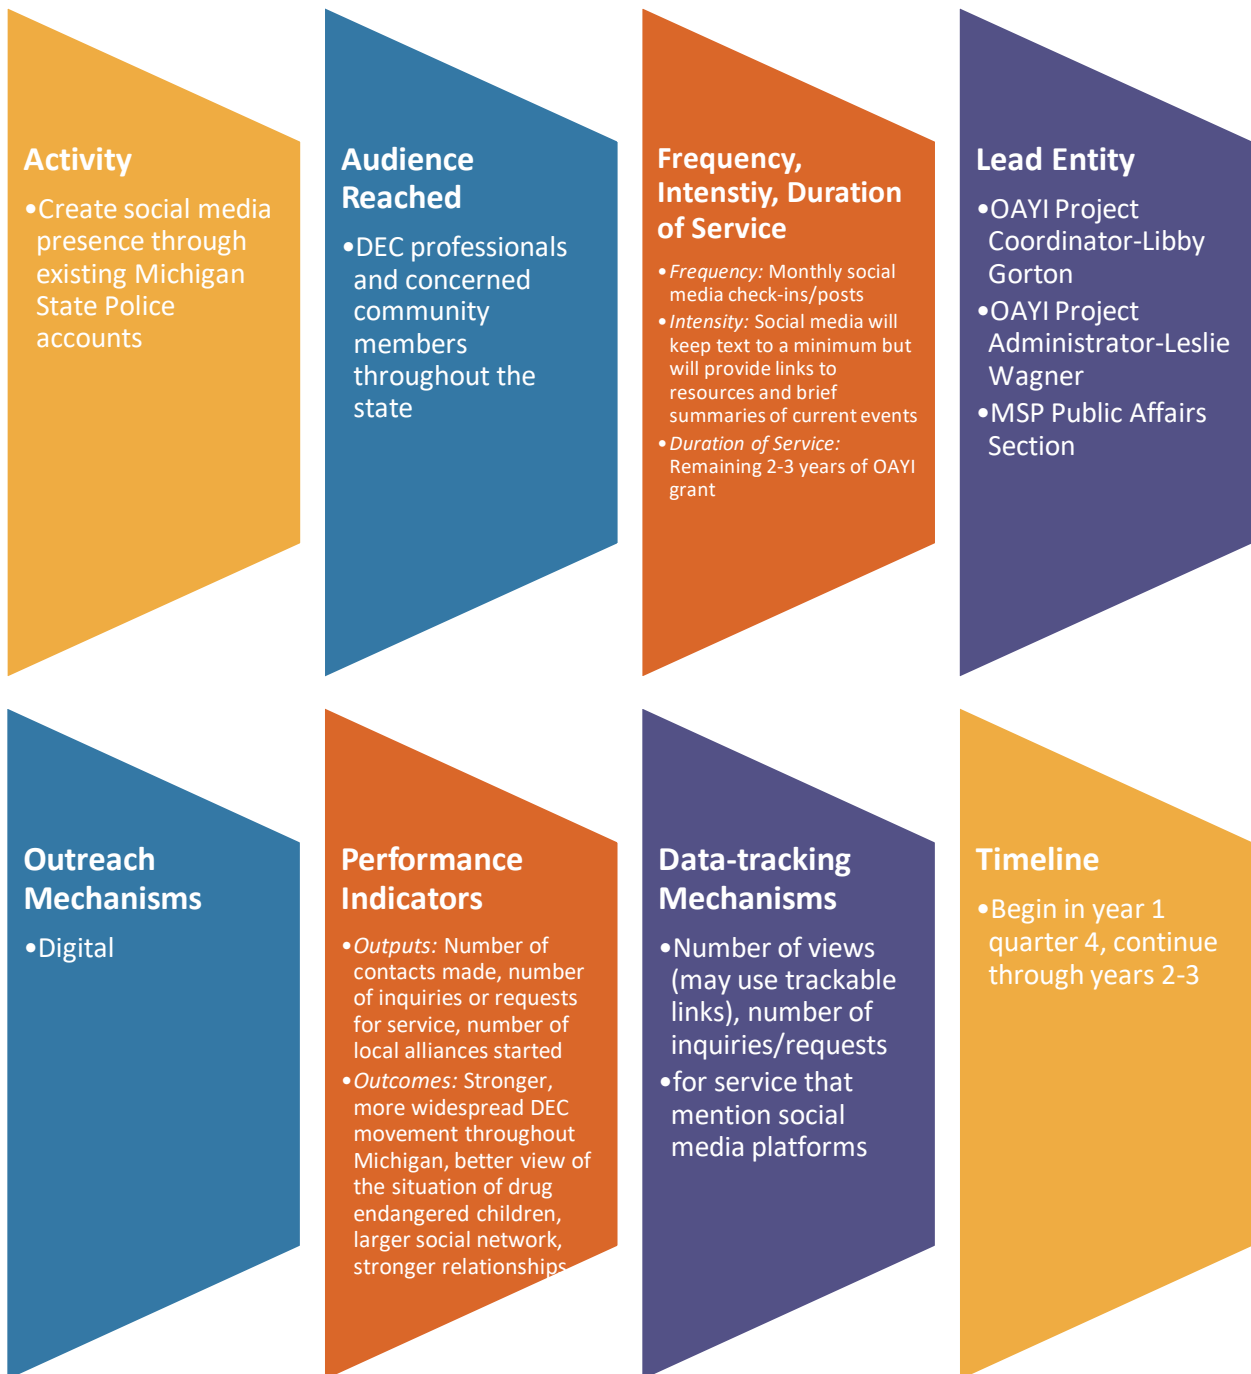 Activity
•Create social media
presence through
existing Michigan
State Police
accounts
Audience
Reached
•DEC professionals
and concerned
community
members
throughout the
state
Frequency,
Intenstiy, Duration
of Service
•Frequency: Monthly social
media check-ins/posts
•Intensity: Social media will
keep text to a minimum but
will provide links to
resources and brief
summaries of current events
•Duration of Service:
Remaining 2-3 years of OAYI
grant
Lead Entity
•OAYI Project
Coordinator-Libby
Gorton
•OAYI Project
Administrator-Leslie
Wagner
•MSP Public Affairs
Section
Outreach
Mechanisms
•Digital
Performance
Indicators
•Outputs: Number of
contacts made, number
of inquiries or requests
for service, number of
local alliances started
•Outcomes: Stronger,
more widespread DEC
movement throughout
Michigan, better view of
the situation of drug
endangered children,
larger social network,
stronger relationships
Data-tracking
Mechanisms
•Number of views
(may use trackable
links), number of
inquiries/requests
•for service that
mention social
media platforms
Timeline
•Begin in year 1
quarter 4, continue
through years 2-3